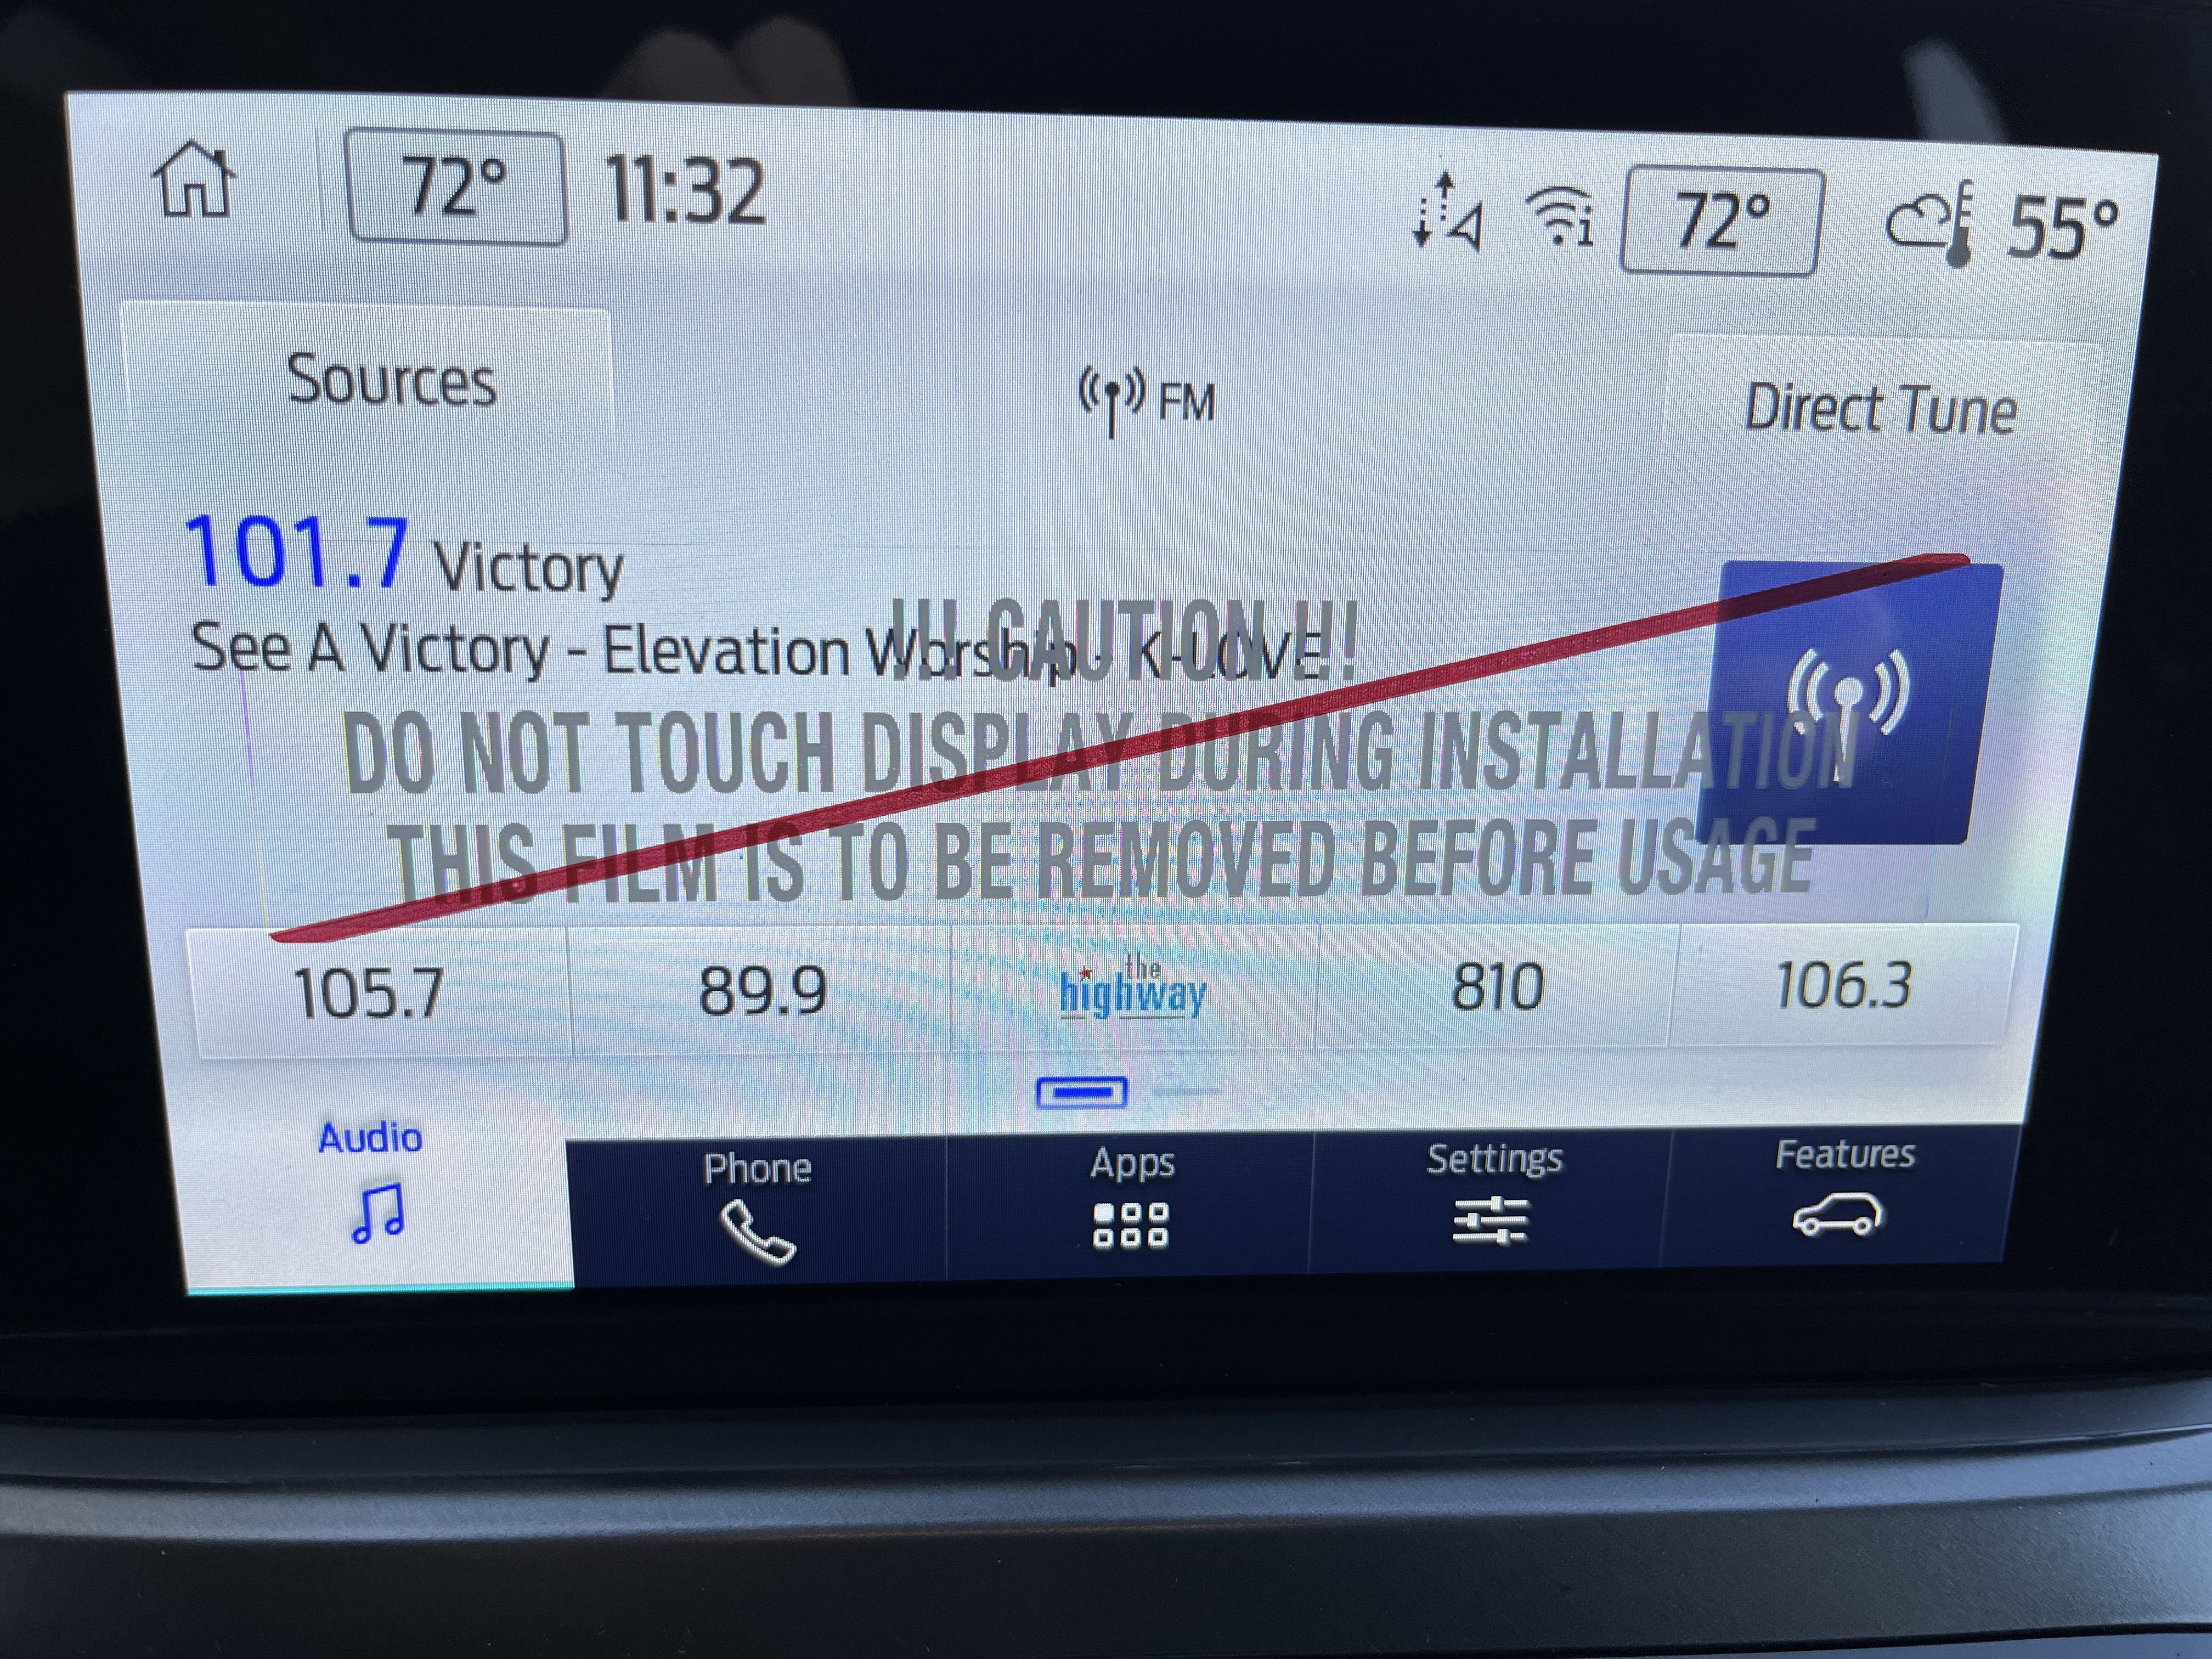 72° 11:32 72° 55°
Sources FM Direct Tune
101.7 Victory
See A Victory - Elevation Worship - K-LOVE
!!! CAUTION !!!
DO NOT TOUCH DISPLAY DURING INSTALLATION
THIS FILM IS TO BE REMOVED BEFORE USAGE
105.7 89.9 the highway 810 106.3
Audio Phone Apps Settings Features